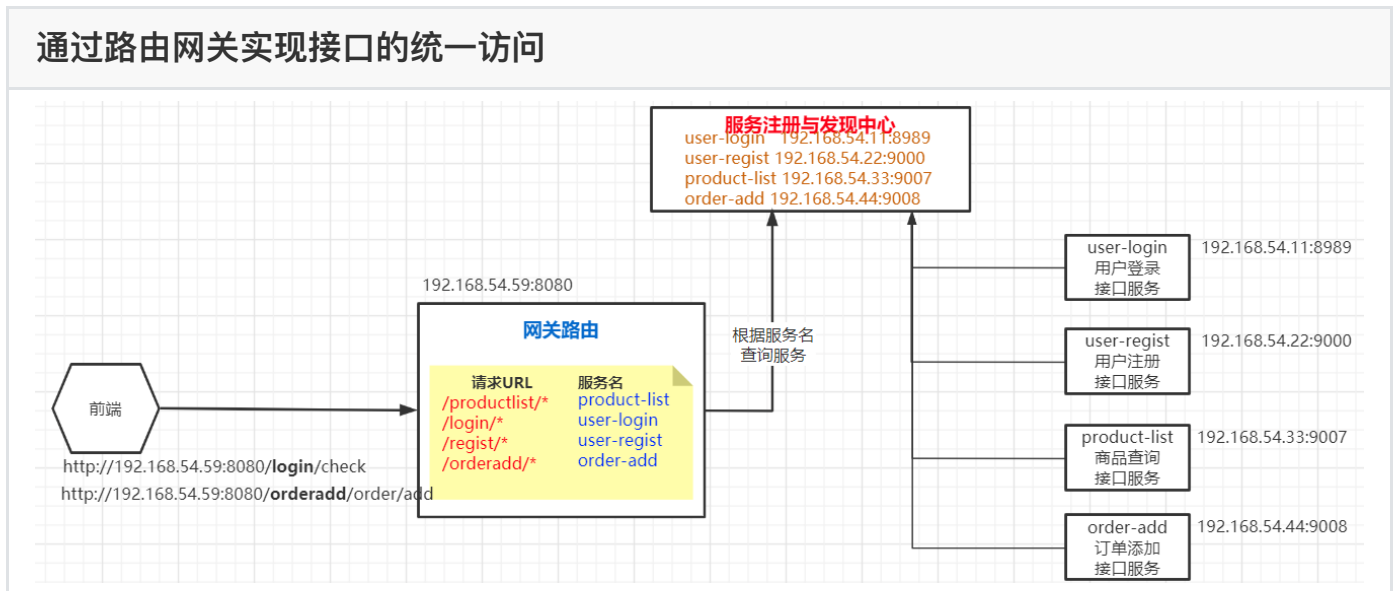 通过路由网关实现接口的统一访问
服务注册与发现中心
user-login 192.168.54.11:8989
user-regist 192.168.54.22:9000
product-list 192.168.54.33:9007
order-add 192.168.54.44:9008
192.168.54.59:8080
网关路由
请求URL 服务名
/productlist/* product-list
/login/* user-login
/regist/* user-regist
/orderadd/* order-add
前端
http://192.168.54.59:8080/login/check
http://192.168.54.59:8080/orderadd/order/add
根据服务名
查询服务
user-login 192.168.54.11:8989
用户登录
接口服务
user-regist 192.168.54.22:9000
用户注册
接口服务
product-list 192.168.54.33:9007
商品查询
接口服务
order-add 192.168.54.44:9008
订单添加
接口服务